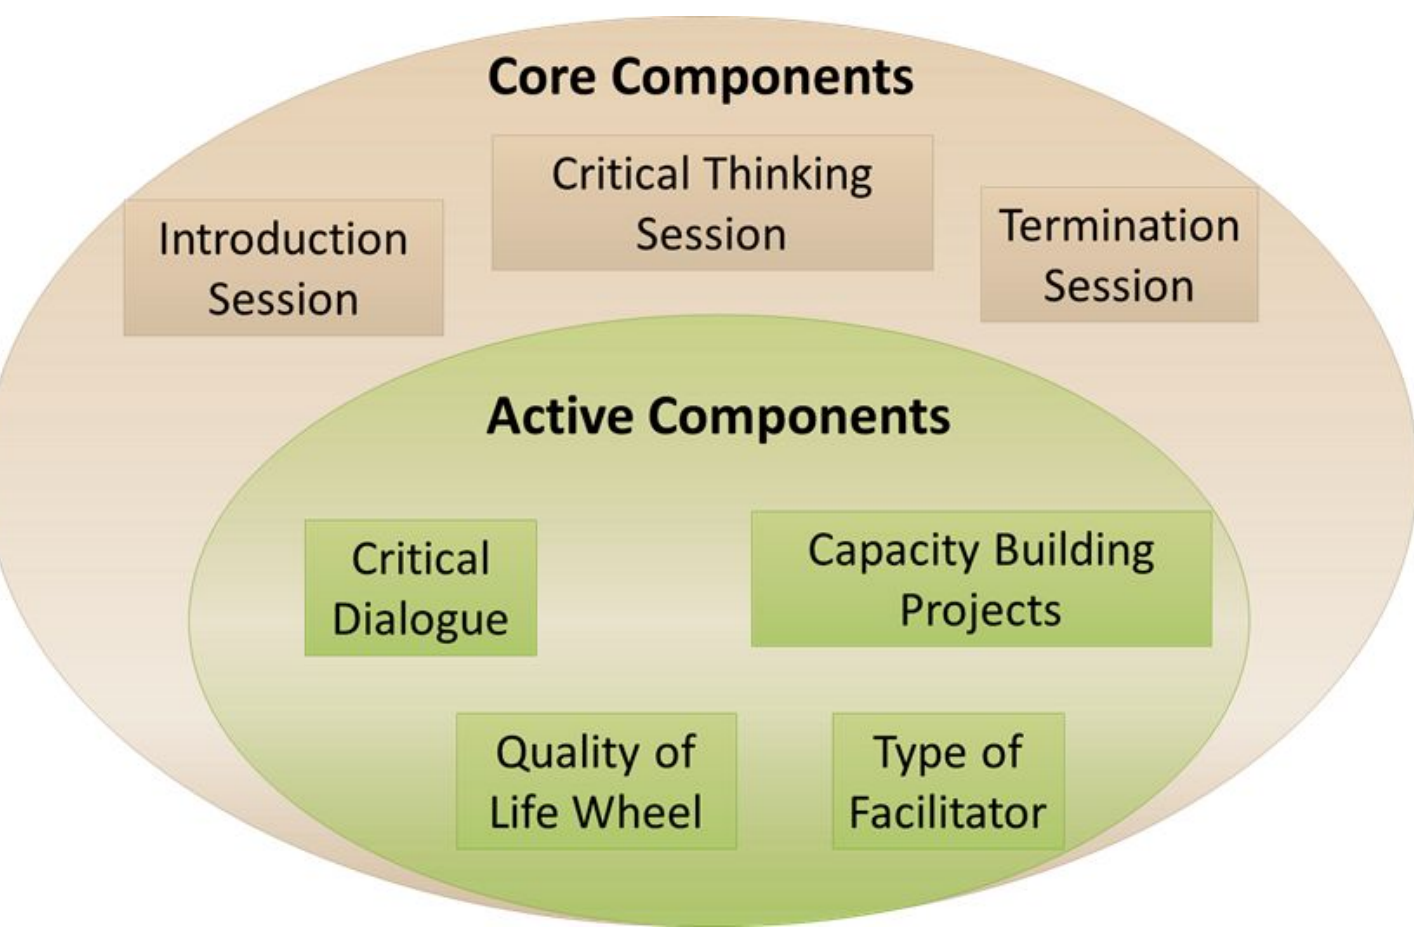 Core Components
Critical Thinking
Session
Introduction
Session
Termination
Session
Active Components
Critical
Dialogue
Capacity Building
Projects
Quality of
Life Wheel
Type of
Facilitator